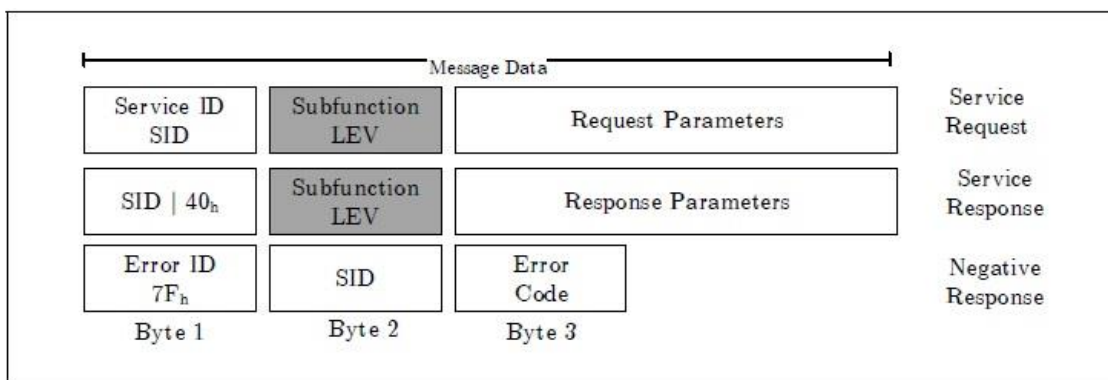 Message Data
Service ID
SID
Subfunction
LEV
Request Parameters
Service
Request
SID | 40h
Subfunction
LEV
Response Parameters
Service
Response
Error ID
7Fh
SID
Error
Code
Negative
Response
Byte 1
Byte 2
Byte 3